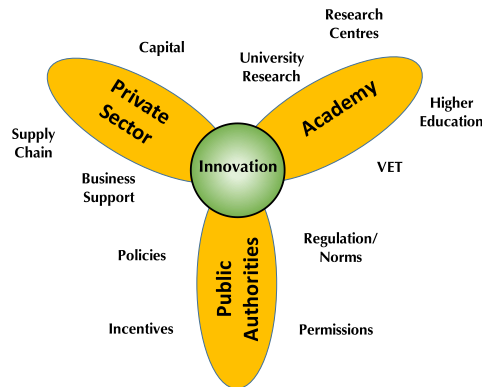 Research
Centres
Capital
University
Research
Private
Sector
Academy
Higher
Education
Supply
Chain
Innovation
VET
Business
Support
Policies
Public
Authorities
Regulation/
Norms
Incentives
Permissions